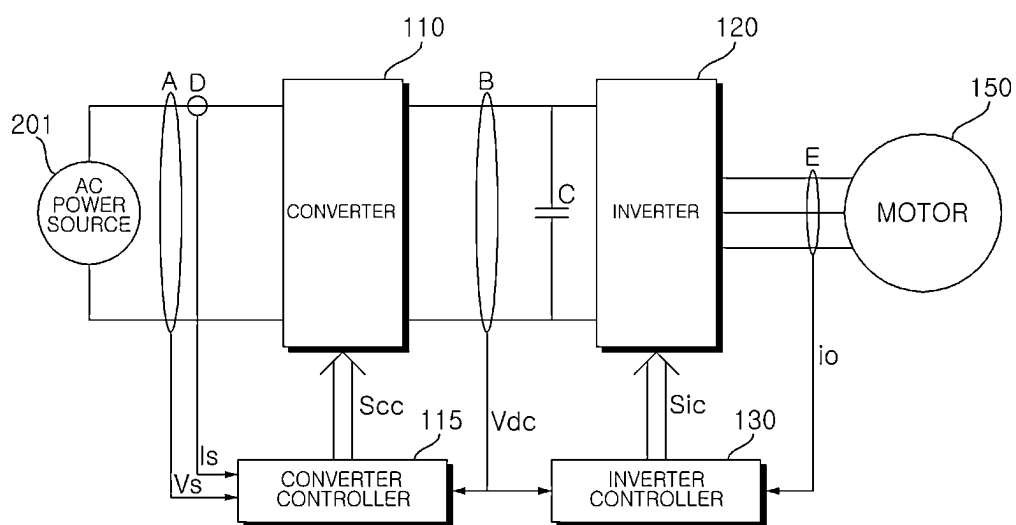 110
120
150
A
D
B
E
201
AC
POWER
SOURCE
CONVERTER
C
INVERTER
MOTOR
io
Scc
Sic
Vdc
115
130
Is
Vs
CONVERTER
CONTROLLER
INVERTER
CONTROLLER